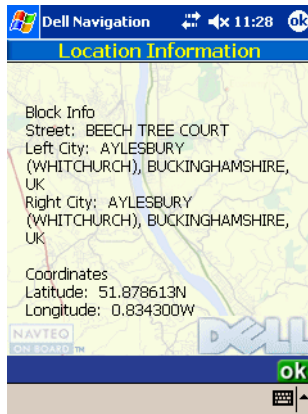 Dell Navigation 11:28 ok
Location Information
Block Info
Street: BEECH TREE COURT
Left City: AYLESBURY
(WHITCHURCH), BUCKINGHAMSHIRE,
UK
Right City: AYLESBURY
(WHITCHURCH), BUCKINGHAMSHIRE,
UK
Coordinates
Latitude: 51.878613N
Longitude: 0.834300W
NAVTEQ
ON BOARD TM
DELL
ok